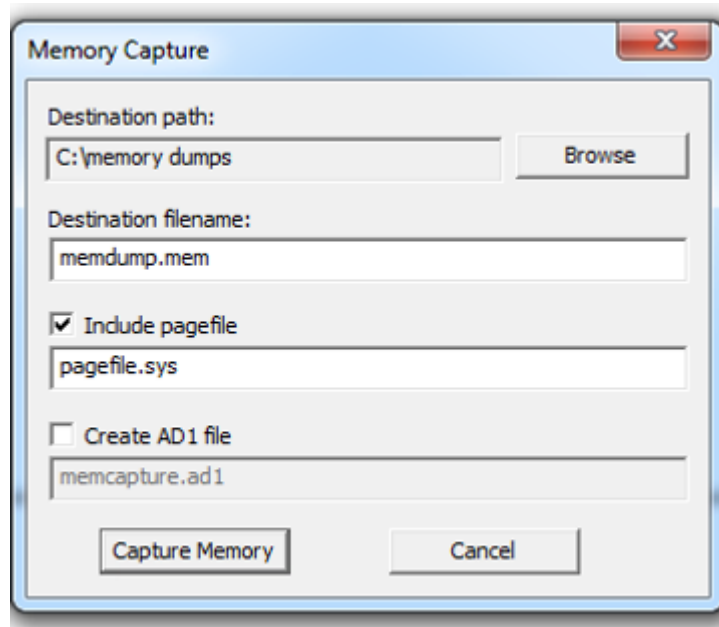 Memory Capture
Destination path:
C:\memory dumps
Browse
Destination filename:
memdump.mem
Include pagefile
pagefile.sys
Create AD1 file
memcapture.ad1
Capture Memory
Cancel